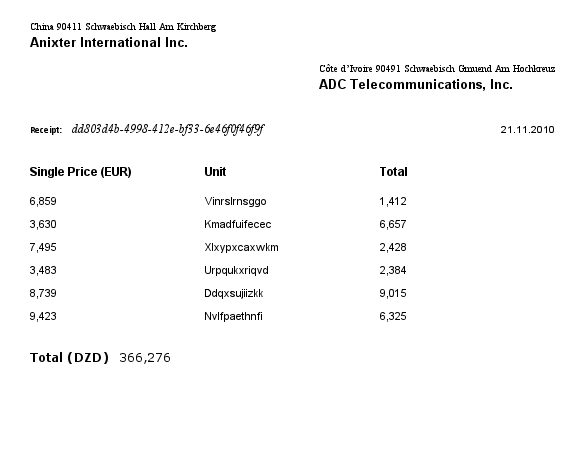 China 90411 Schwaebisch Hall Am Kirchberg
Anixter International Inc.
Côte d'Ivoire 90491 Schwaebisch Gmuend Am Hochkreuz
ADC Telecommunications, Inc.
Receipt: dd803d4b-4998-412e-bf33-6e46f0f46f9f 21.11.2010
Single Price (EUR) Unit Total
6,859 Vinrslrnsggo 1,412
3,630 Kmadfuifecec 6,657
7,495 Xlxypxcaxwkm 2,428
3,483 Urpqukxriqvd 2,384
8,739 Ddqxsujiizkk 9,015
9,423 Nvlfpaethnfi 6,325
Total (DZD) 366,276